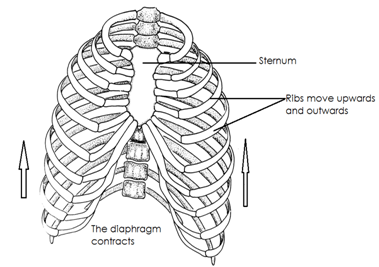 Sternum
Ribs move upwards
and outwards
The diaphragm
contracts